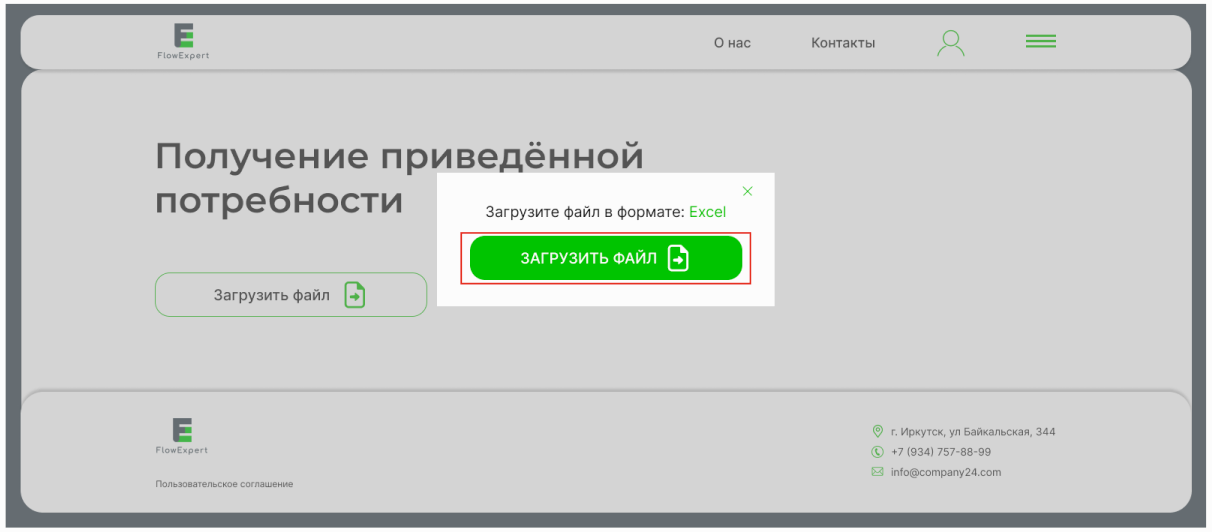 FlowExpert
О нас
Контакты
Получение приведённой
потребности
Загрузите файл в формате: Excel
ЗАГРУЗИТЬ ФАЙЛ
Загрузить файл
FlowExpert
Пользовательское соглашение
г. Иркутск, ул Байкальская, 344
+7 (934) 757-88-99
info@company24.com